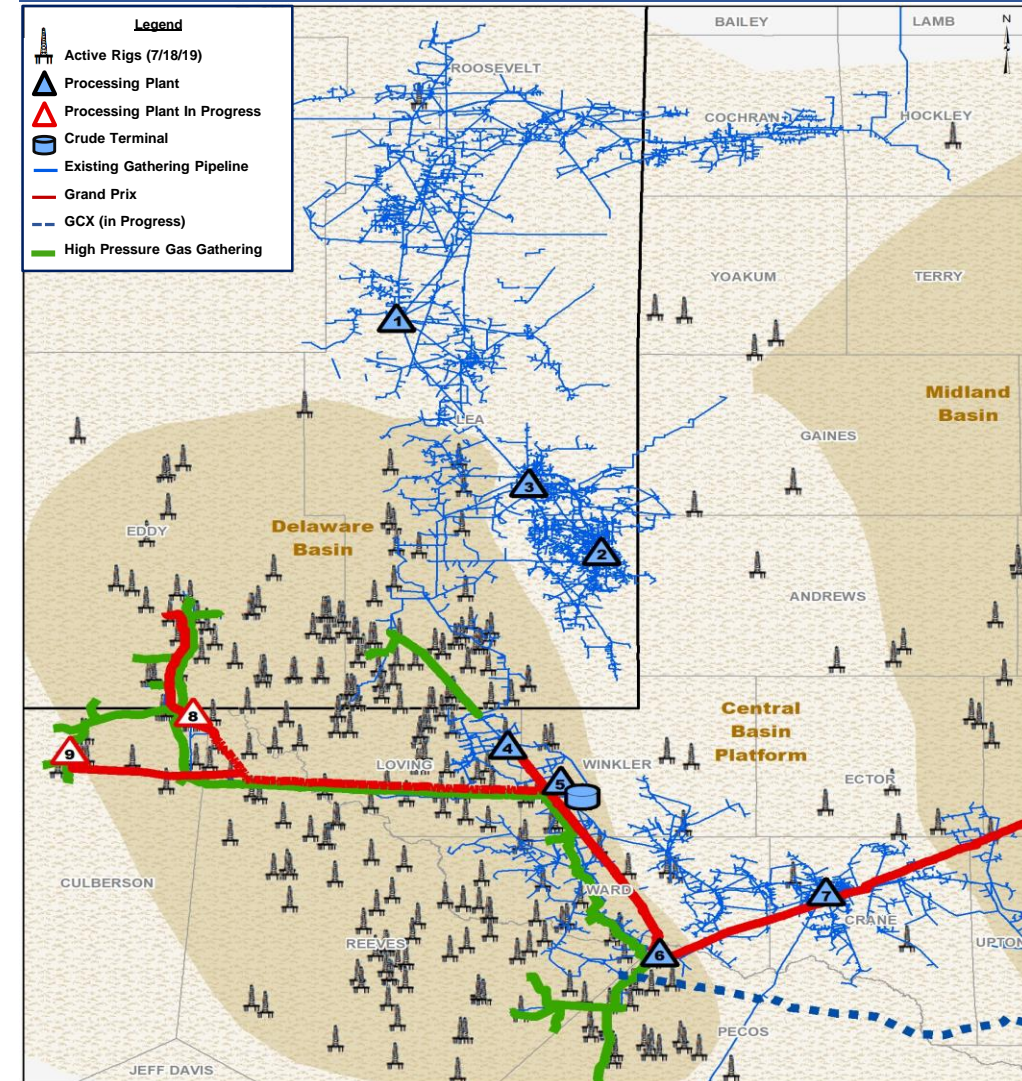 Legend
Active Rigs (7/18/19)
Processing Plant
Processing Plant In Progress
Crude Terminal
Existing Gathering Pipeline
Grand Prix
GCX (in Progress)
High Pressure Gas Gathering
BAILEY
LAMB
N
ROOSEVELT
COCHRAN
HOCKLEY
YOAKUM
TERRY
1
Midland
Basin
LEA
GAINES
3
EDDY
Delaware
Basin
2
ANDREWS
8
Central
Basin
Platform
4
9
LOVING
WINKLER
5
ECTOR
CULBERSON
WARD
7
CRANE
REEVES
UPTON
6
PECOS
JEFF DAVIS